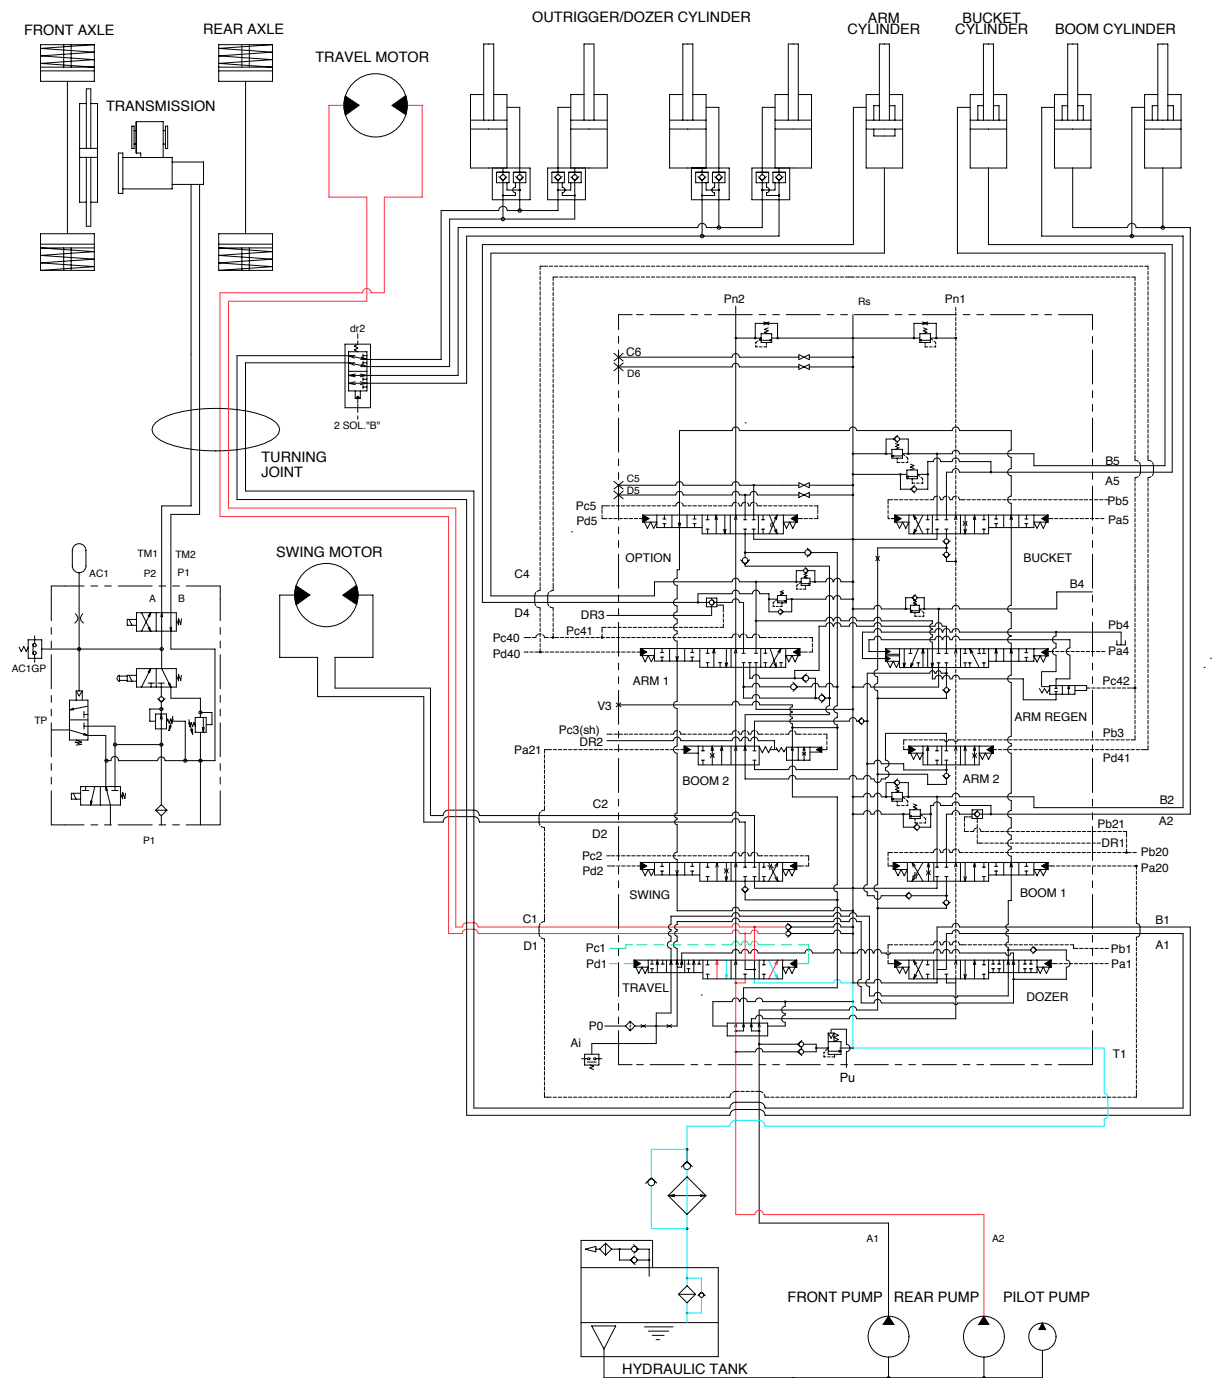 OUTRIGGER/DOZER CYLINDER
ARM
CYLINDER
BUCKET
CYLINDER
BOOM CYLINDER
FRONT AXLE
REAR AXLE
TRAVEL MOTOR
TRANSMISSION
Pn2
Rs
Pn1
dr2
C6
D6
2 SOL."B"
TURNING
JOINT
B5
A5
C5
D5
Pc5
Pd5
Pb5
Pa5
OPTION
BUCKET
SWING MOTOR
TM1
TM2
AC1
P2
P1
A
B
C4
B4
D4
DR3
Pc40
Pc41
Pd40
Pb4
Pa4
AC1GP
ARM 1
Pc42
V3
ARM REGEN
TP
Pc3(sh)
DR2
Pa21
Pb3
Pd41
BOOM 2
ARM 2
C2
B2
A2
D2
Pb21
DR1
P1
Pc2
Pd2
Pb20
Pa20
SWING
BOOM 1
C1
B1
D1
A1
Pc1
Pd1
Pb1
Pa1
TRAVEL
DOZER
P0
Ai
T1
Pu
A1
A2
FRONT PUMP
REAR PUMP
PILOT PUMP
HYDRAULIC TANK